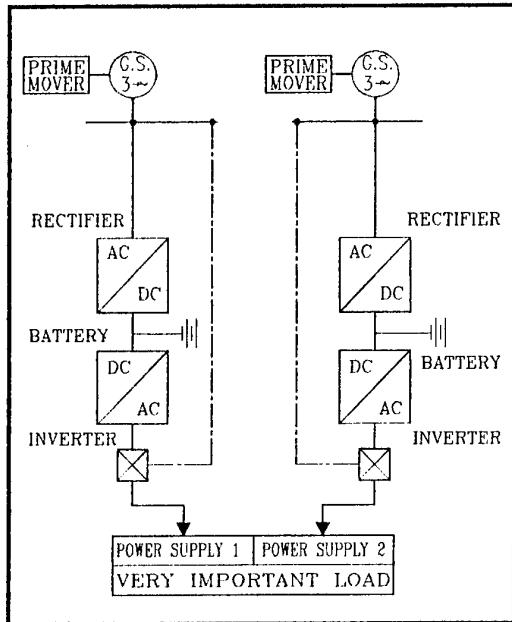 PRIME
MOVER
G.S.
3~
PRIME
MOVER
G.S.
3~
RECTIFIER
AC
DC
BATTERY
DC
AC
INVERTER
RECTIFIER
AC
DC
BATTERY
DC
AC
INVERTER
POWER SUPPLY 1
POWER SUPPLY 2
VERY IMPORTANT LOAD